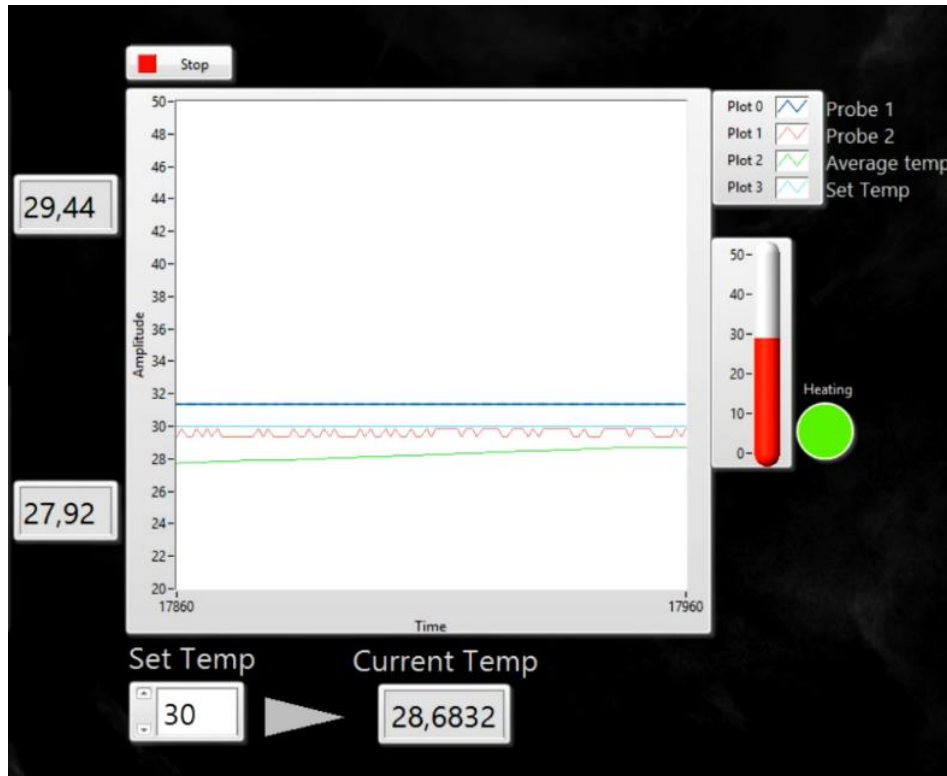 Stop
29,44
27,92
Amplitude
50
48
46
44
42
40
38
36
34
32
30
28
26
24
22
20
17860
17960
Time
Plot 0 Probe 1
Plot 1 Probe 2
Plot 2 Average temp
Plot 3 Set Temp
50
40
30
20
10
0
Heating
Set Temp
30
Current Temp
28,6832